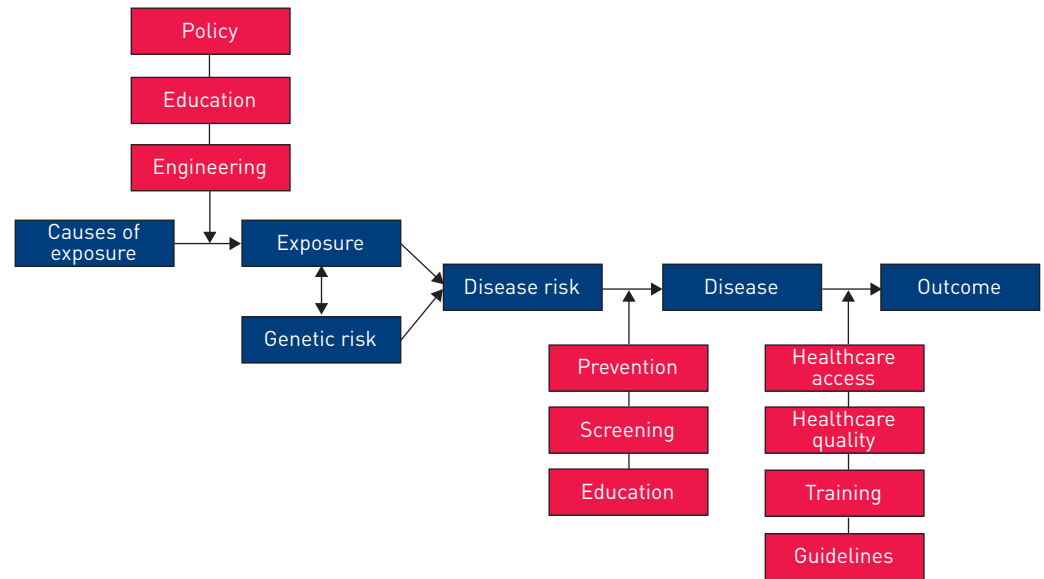 Policy
Education
Engineering
Causes of
exposure
Exposure
Genetic risk
Disease risk
Disease
Outcome
Prevention
Screening
Education
Healthcare
access
Healthcare
quality
Training
Guidelines